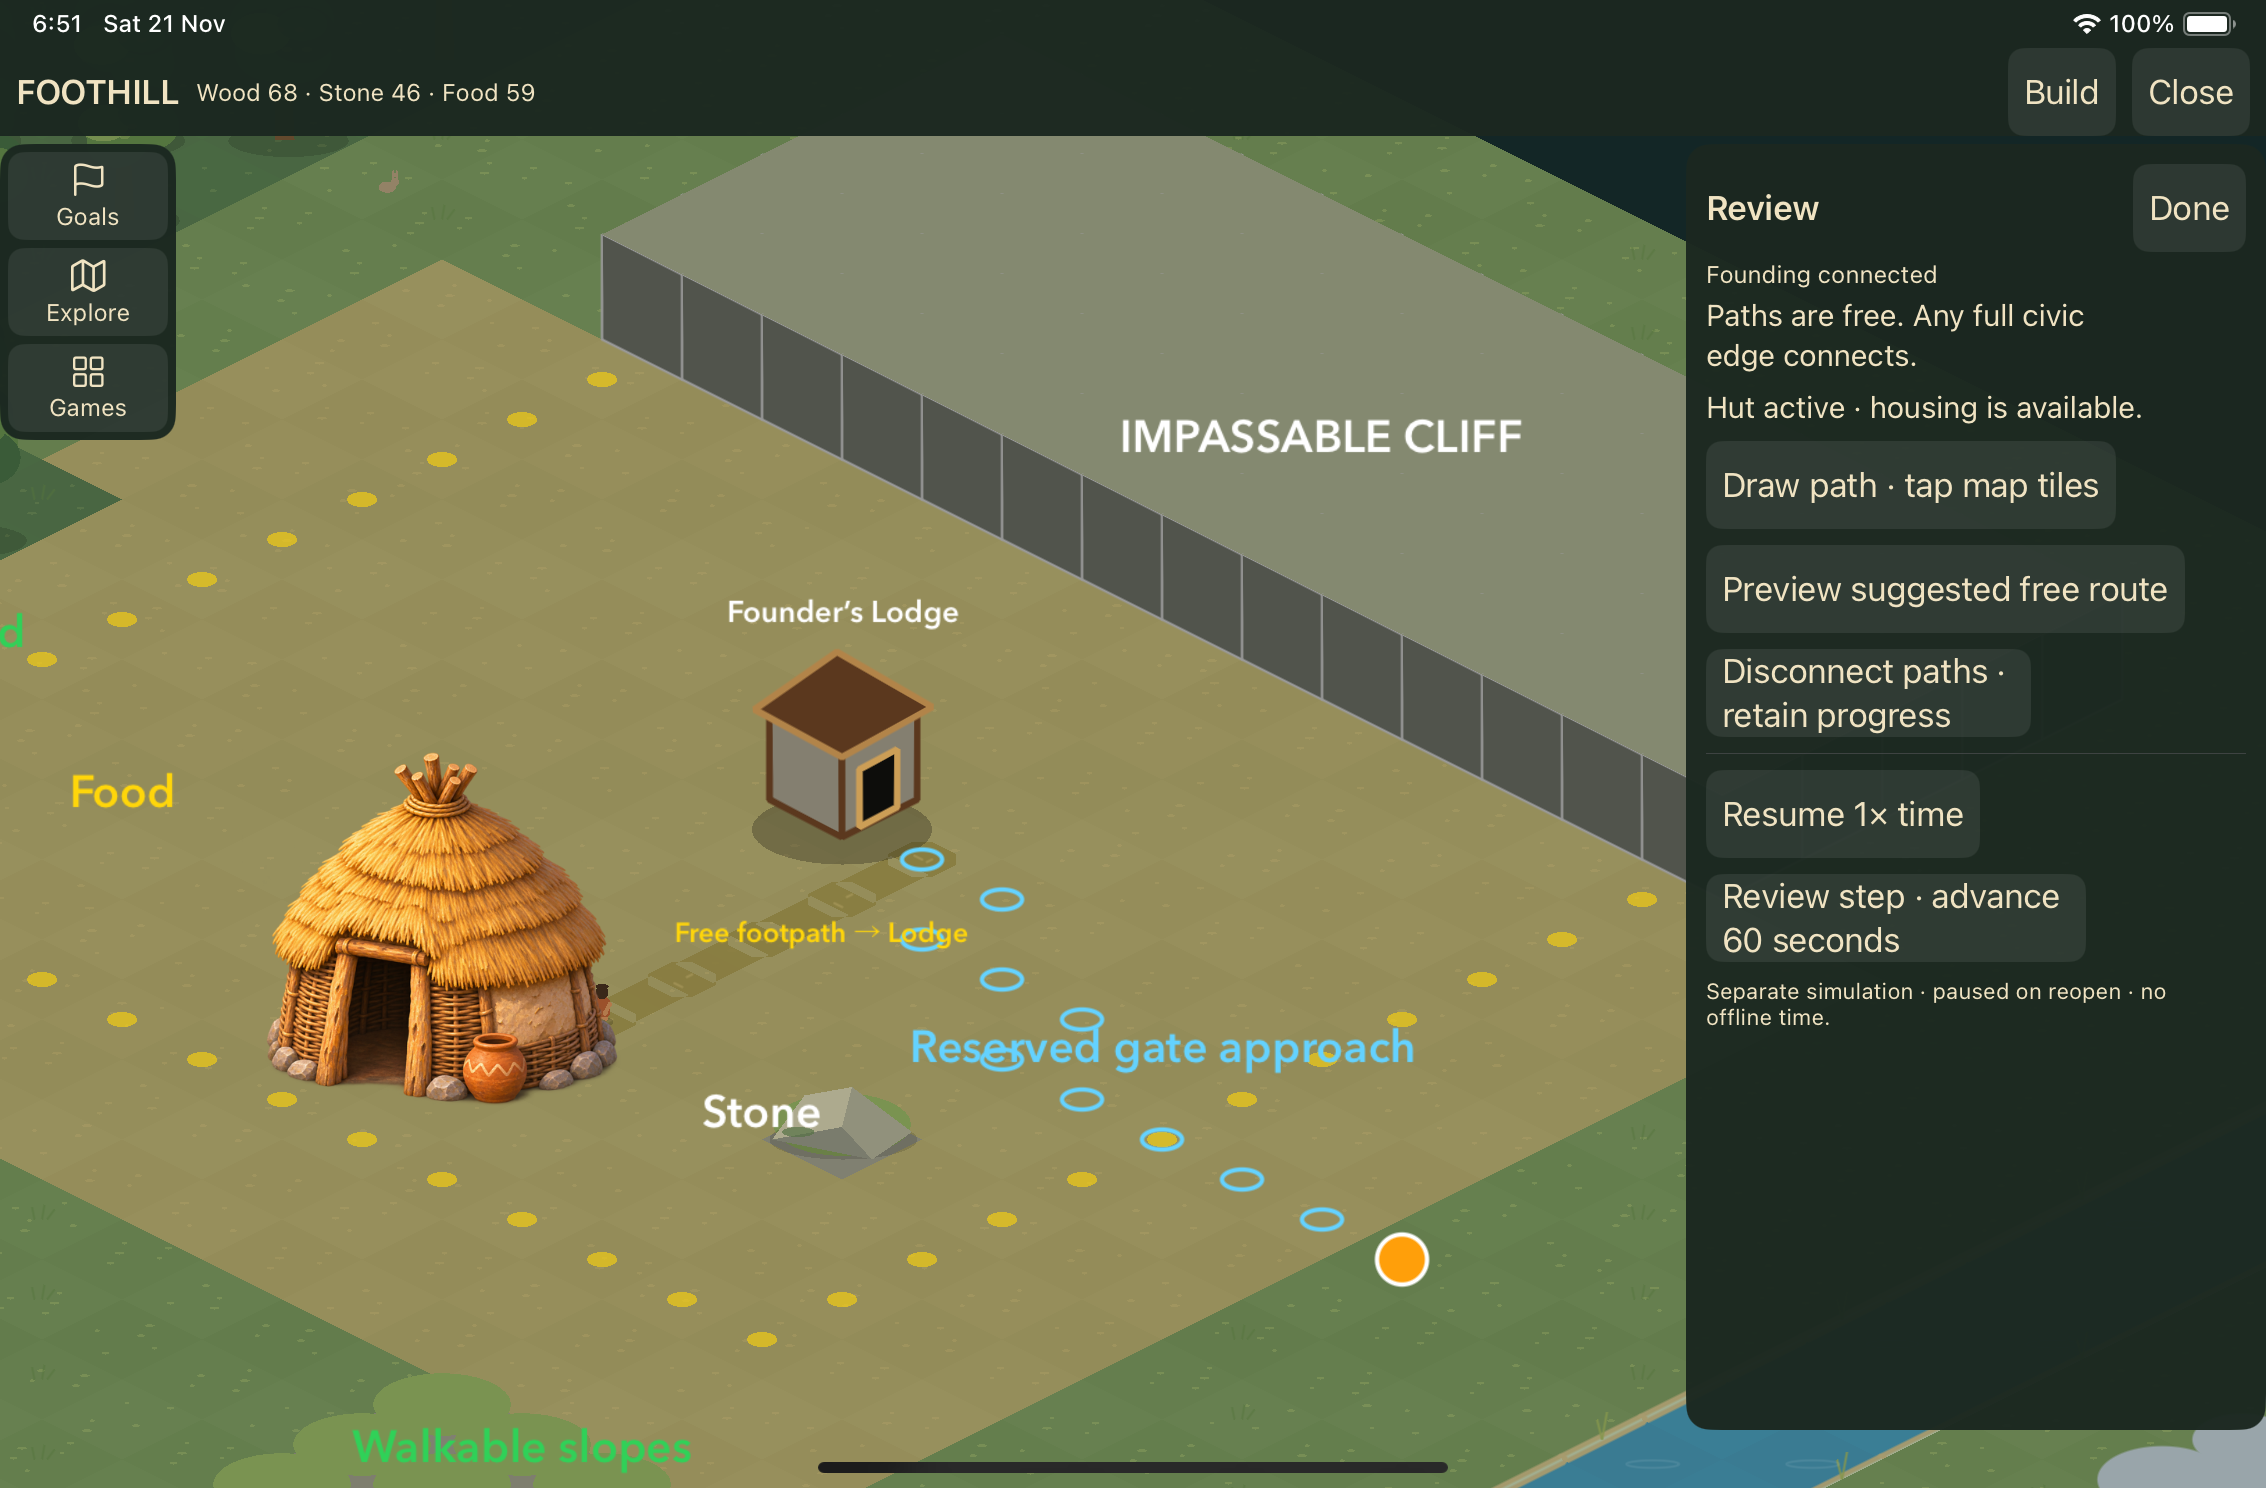 6:51 Sat 21 Nov
100%
FOOTHILL Wood 68 · Stone 46 · Food 59
Build
Close
Goals
Explore
Games
Review
Done
Founding connected
Paths are free. Any full civic
edge connects.
Hut active · housing is available.
Draw path · tap map tiles
Preview suggested free route
Disconnect paths ·
retain progress
Resume 1× time
Review step · advance
60 seconds
Separate simulation · paused on reopen · no
offline time.
IMPASSABLE CLIFF
Founder's Lodge
d
Food
Free footpath → Lodge
Reserved gate approach
Stone
Walkable slopes